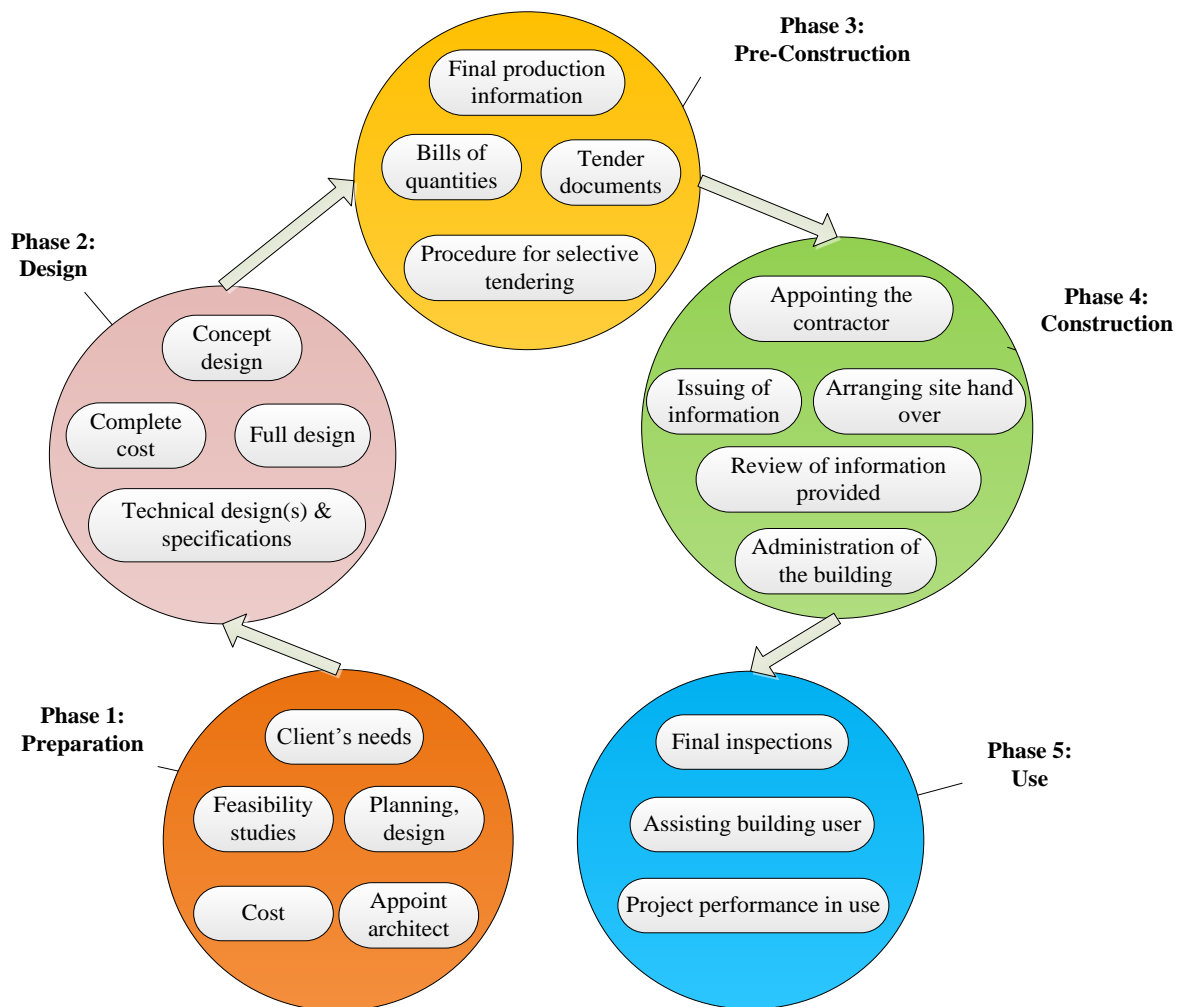 Phase 1:
Preparation
Client’s needs
Feasibility
studies
Planning,
design
Cost
Appoint
architect
Phase 2:
Design
Concept
design
Complete
cost
Full design
Technical design(s) &
specifications
Phase 3:
Pre-Construction
Final production
information
Bills of
quantities
Tender
documents
Procedure for selective
tendering
Phase 4:
Construction
Appointing the
contractor
Issuing of
information
Arranging site hand
over
Review of information
provided
Administration of
the building
Phase 5:
Use
Final inspections
Assisting building user
Project performance in use